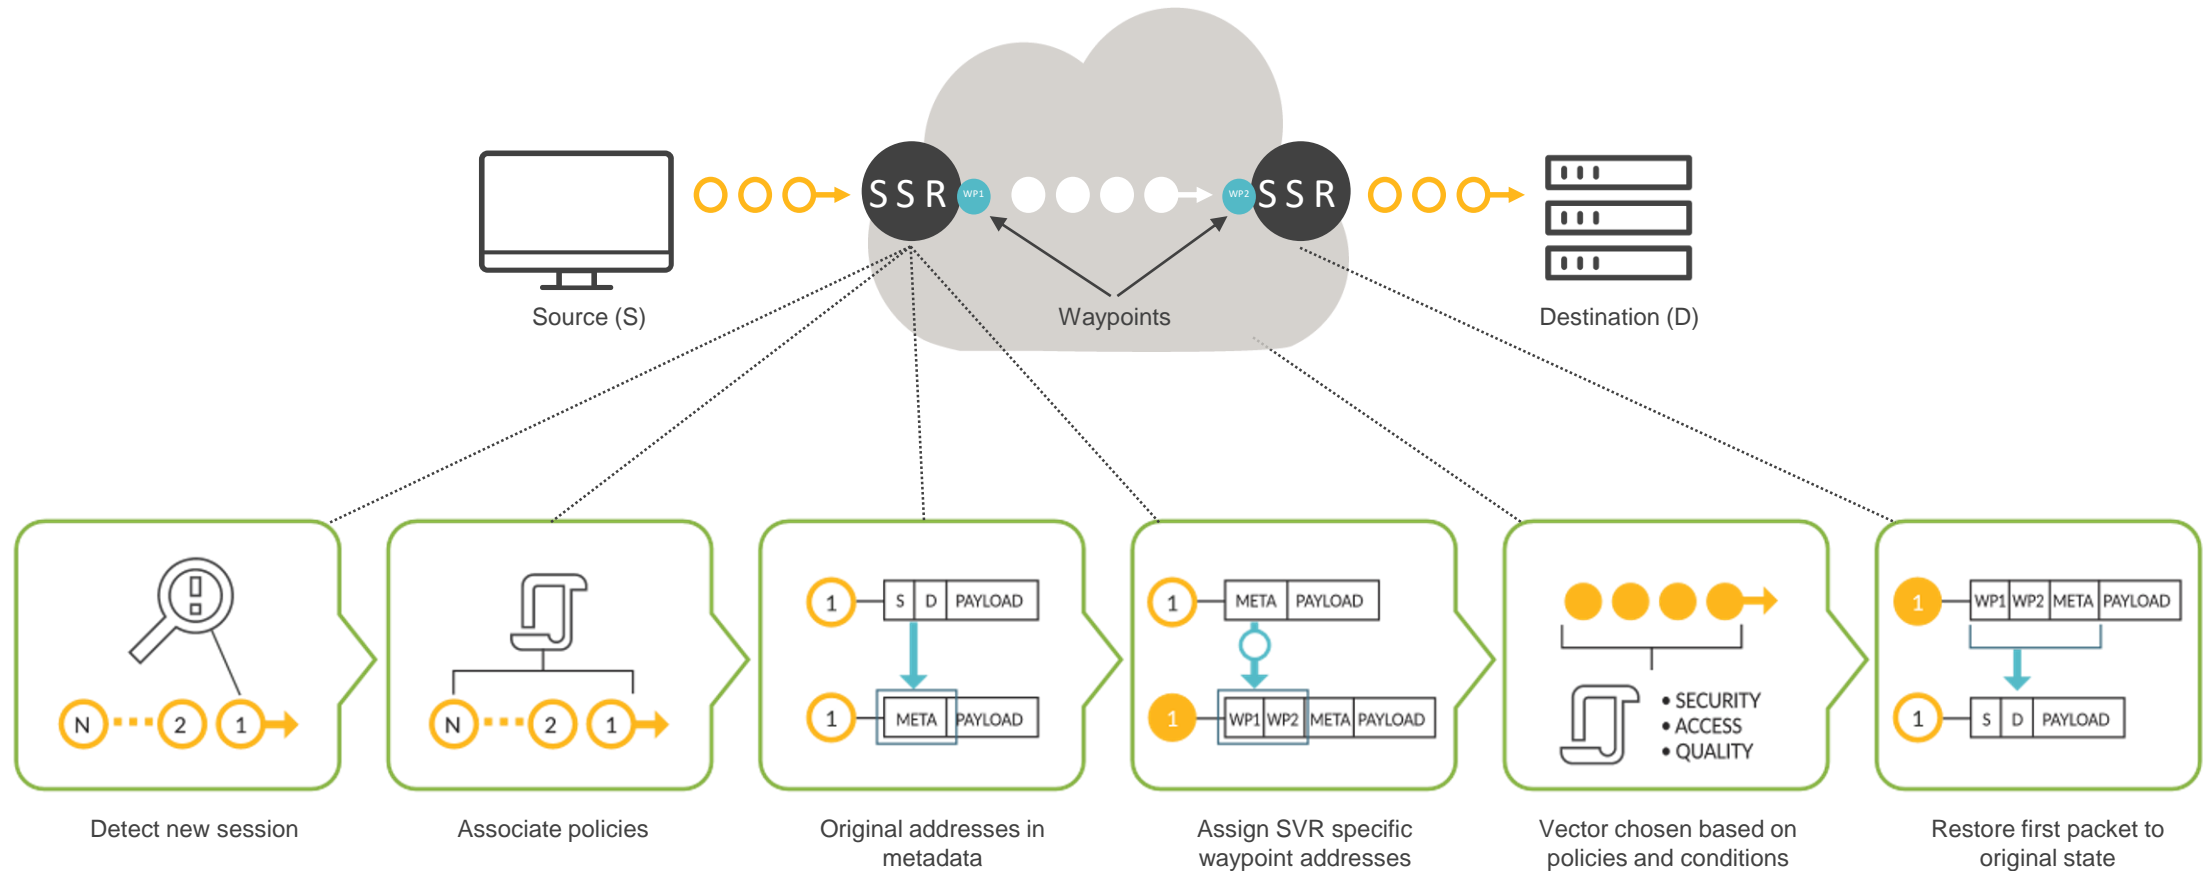 SSR
WP1
WP2
SSR
Source (S)
Waypoints
Destination (D)
N 2 1
Detect new session
N 2 1
Associate policies
1 S D PAYLOAD
1 META PAYLOAD
Original addresses in
metadata
1 META PAYLOAD
1 WP1 WP2 META PAYLOAD
Assign SVR specific
waypoint addresses
• SECURITY
• ACCESS
• QUALITY
Vector chosen based on
policies and conditions
1 WP1 WP2 META PAYLOAD
1 S D PAYLOAD
Restore first packet to
original state